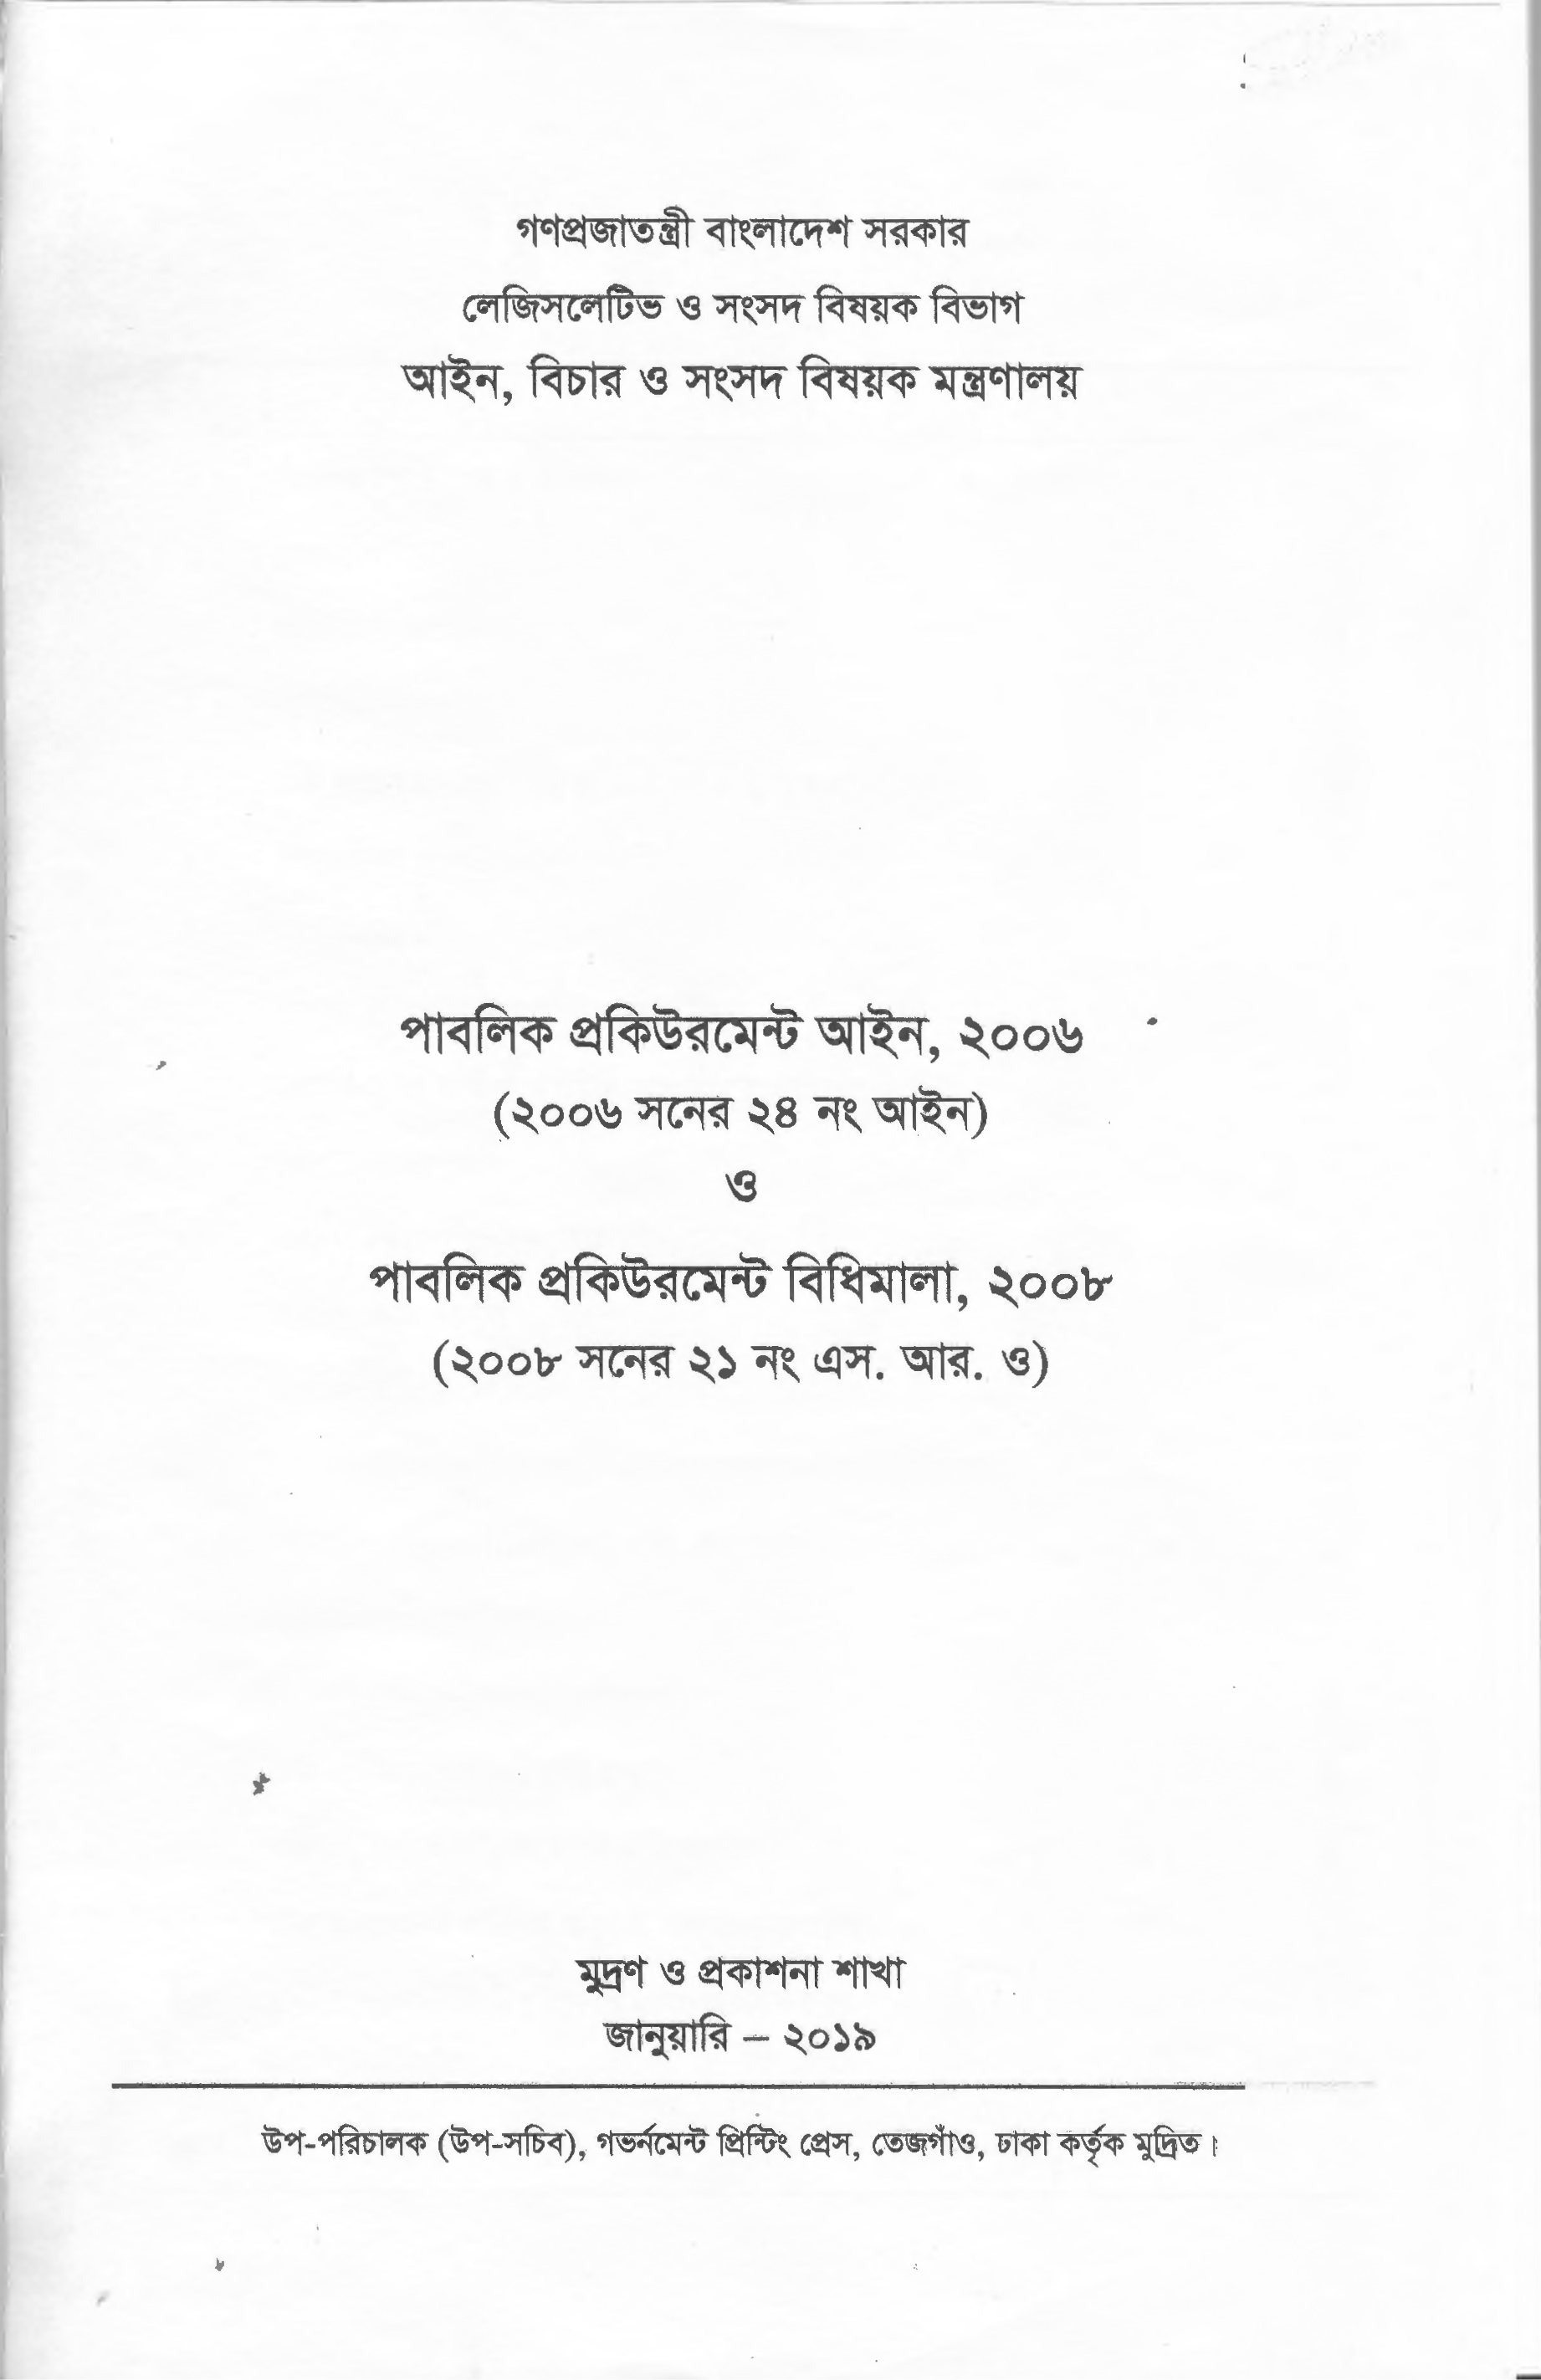 গণপ্রজাতন্ত্রী বাংলাদেশ সরকার
লেজিসলেটিভ ও সংসদ বিষয়ক বিভাগ
আইন, বিচার ও সংসদ বিষয়ক মন্ত্রণালয়
পাবলিক প্রকিউরমেন্ট আইন, ২০০৬
(২০০৬ সনের ২৪ নং আইন)
ও
পাবলিক প্রকিউরমেন্ট বিধিমালা, ২০০৮
(২০০৮ সনের ২১ নং এস. আর. ও)
মুদ্রণ ও প্রকাশনা শাখা
জানুয়ারি – ২০১৯
উপ-পরিচালক (উপ-সচিব), গভর্নমেন্ট প্রিন্টিং প্রেস, তেজগাঁও, ঢাকা কর্তৃক মুদ্রিত।